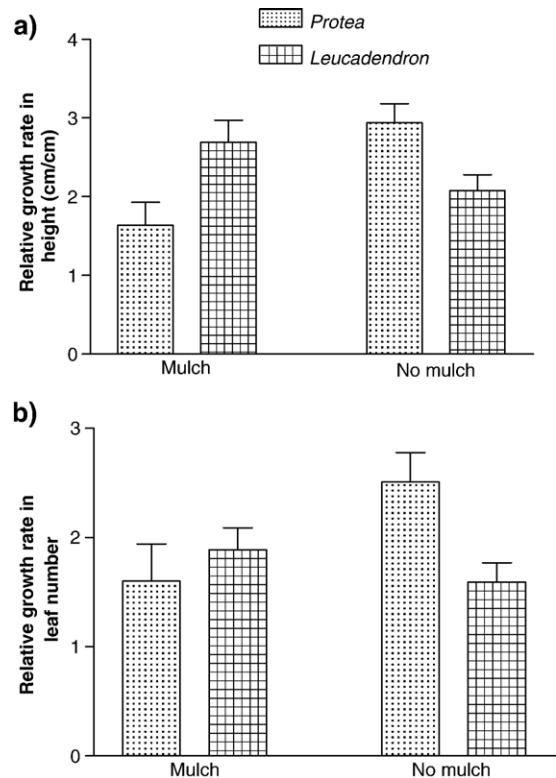 a)
Protea
Leucadendron
Relative growth rate in
height (cm/cm)
4
3
2
1
0
Mulch
No mulch
b)
Relative growth rate in
leaf number
3
2
1
0
Mulch
No mulch